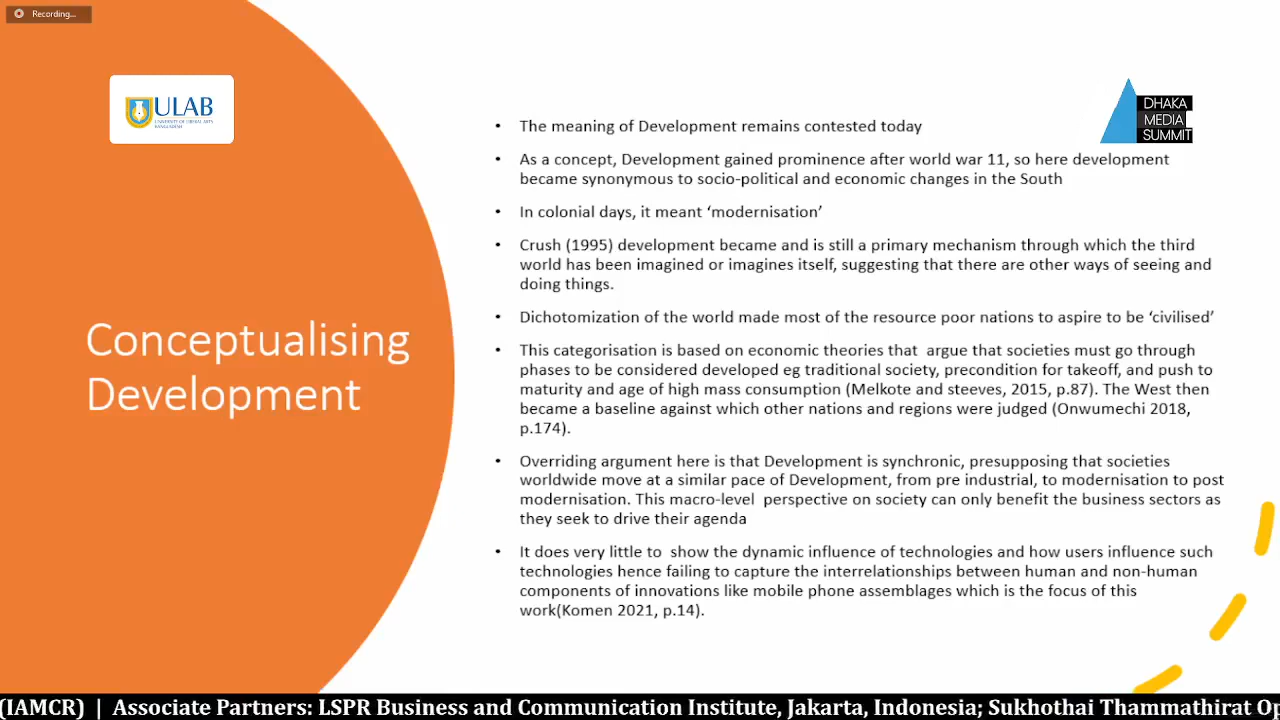 Recording...
ULAB
UNIVERSITY OF LIBERAL ARTS
BANGLADESH
DHAKA
MEDIA
SUMMIT
Conceptualising
Development
• The meaning of Development remains contested today
• As a concept, Development gained prominence after world war 11, so here development
became synonymous to socio-political and economic changes in the South
• In colonial days, it meant ‘modernisation’
• Crush (1995) development became and is still a primary mechanism through which the third
world has been imagined or imagines itself, suggesting that there are other ways of seeing and
doing things.
• Dichotomization of the world made most of the resource poor nations to aspire to be ‘civilised’
• This categorisation is based on economic theories that  argue that societies must go through
phases to be considered developed eg traditional society, precondition for takeoff, and push to
maturity and age of high mass consumption (Melkote and steeves, 2015, p.87). The West then
became a baseline against which other nations and regions were judged (Onwumechi 2018,
p.174).
• Overriding argument here is that Development is synchronic, presupposing that societies
worldwide move at a similar pace of Development, from pre industrial, to modernisation to post
modernisation. This macro-level  perspective on society can only benefit the business sectors as
they seek to drive their agenda
• It does very little to  show the dynamic influence of technologies and how users influence such
technologies hence failing to capture the interrelationships between human and non-human
components of innovations like mobile phone assemblages which is the focus of this
work(Komen 2021, p.14).
(IAMCR) | Associate Partners: LSPR Business and Communication Institute, Jakarta, Indonesia; Sukhothai Thammathirat Op